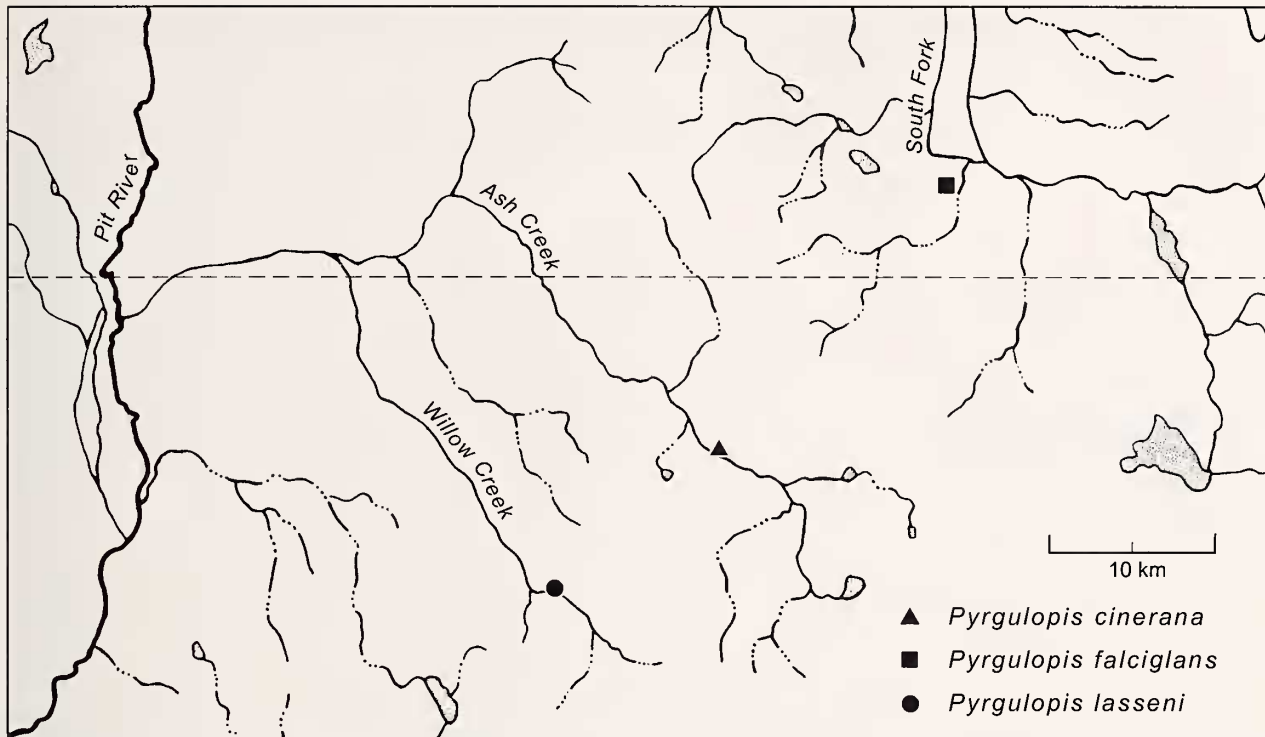 South Fork
Pit River
Ash Creek
Willow Creek
10 km
Pyrgulopis cinerana
Pyrgulopis falciglans
Pyrgulopis lasseni